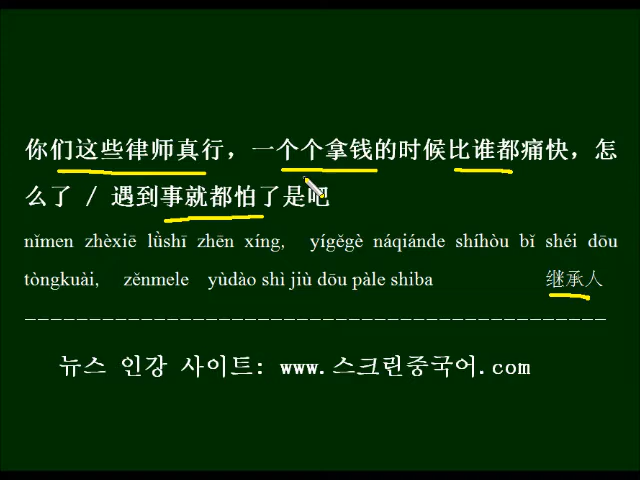 你们这些律师真行，一个个拿钱的时候比谁都痛快，怎
么了 / 遇到事就都怕了是吧
nǐmen zhèxiē lǜshī zhēn xíng, yígègè náqiánde shíhòu bǐ shéi dōu
tòngkuài, zěnmele yùdào shì jiù dōu pàle shiba 继承人
뉴스 인강 사이트: www.스크린중국어.com